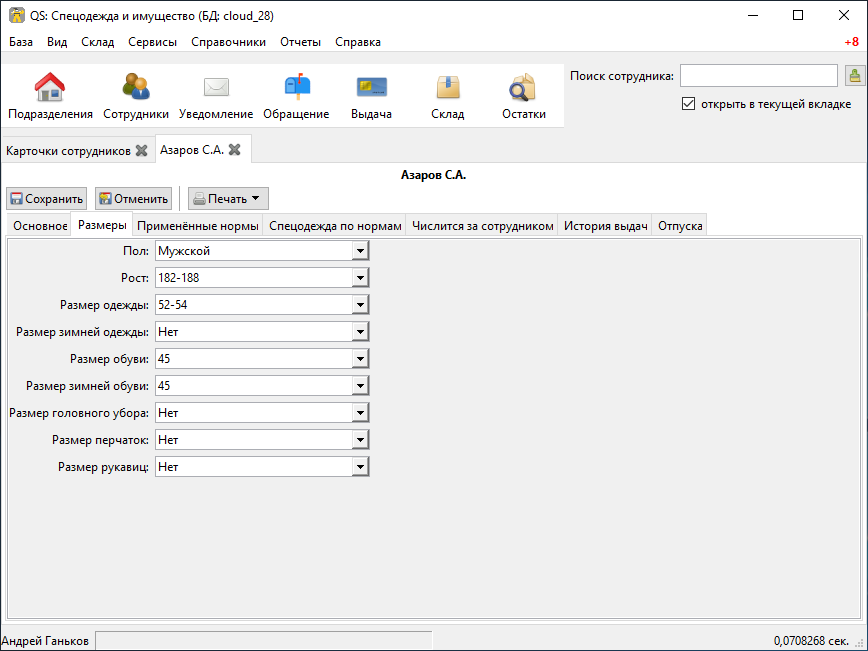 QS: Спецодежда и имущество (БД: cloud_28)
База Вид Склад Сервисы Справочники Отчеты Справка +8
Поиск сотрудника:
открыть в текущей вкладке
Подразделения Сотрудники Уведомление Обращение Выдача Склад Остатки
Карточки сотрудников Азаров С.А.
Азаров С.А.
Сохранить Отменить Печать
Основное Размеры Применённые нормы Спецодежда по нормам Числится за сотрудником История выдач Отпуска
Пол: Мужской
Рост: 182-188
Размер одежды: 52-54
Размер зимней одежды: Нет
Размер обуви: 45
Размер зимней обуви: 45
Размер головного убора: Нет
Размер перчаток: Нет
Размер рукавиц: Нет
Андрей Ганьков 0,0708268 сек.